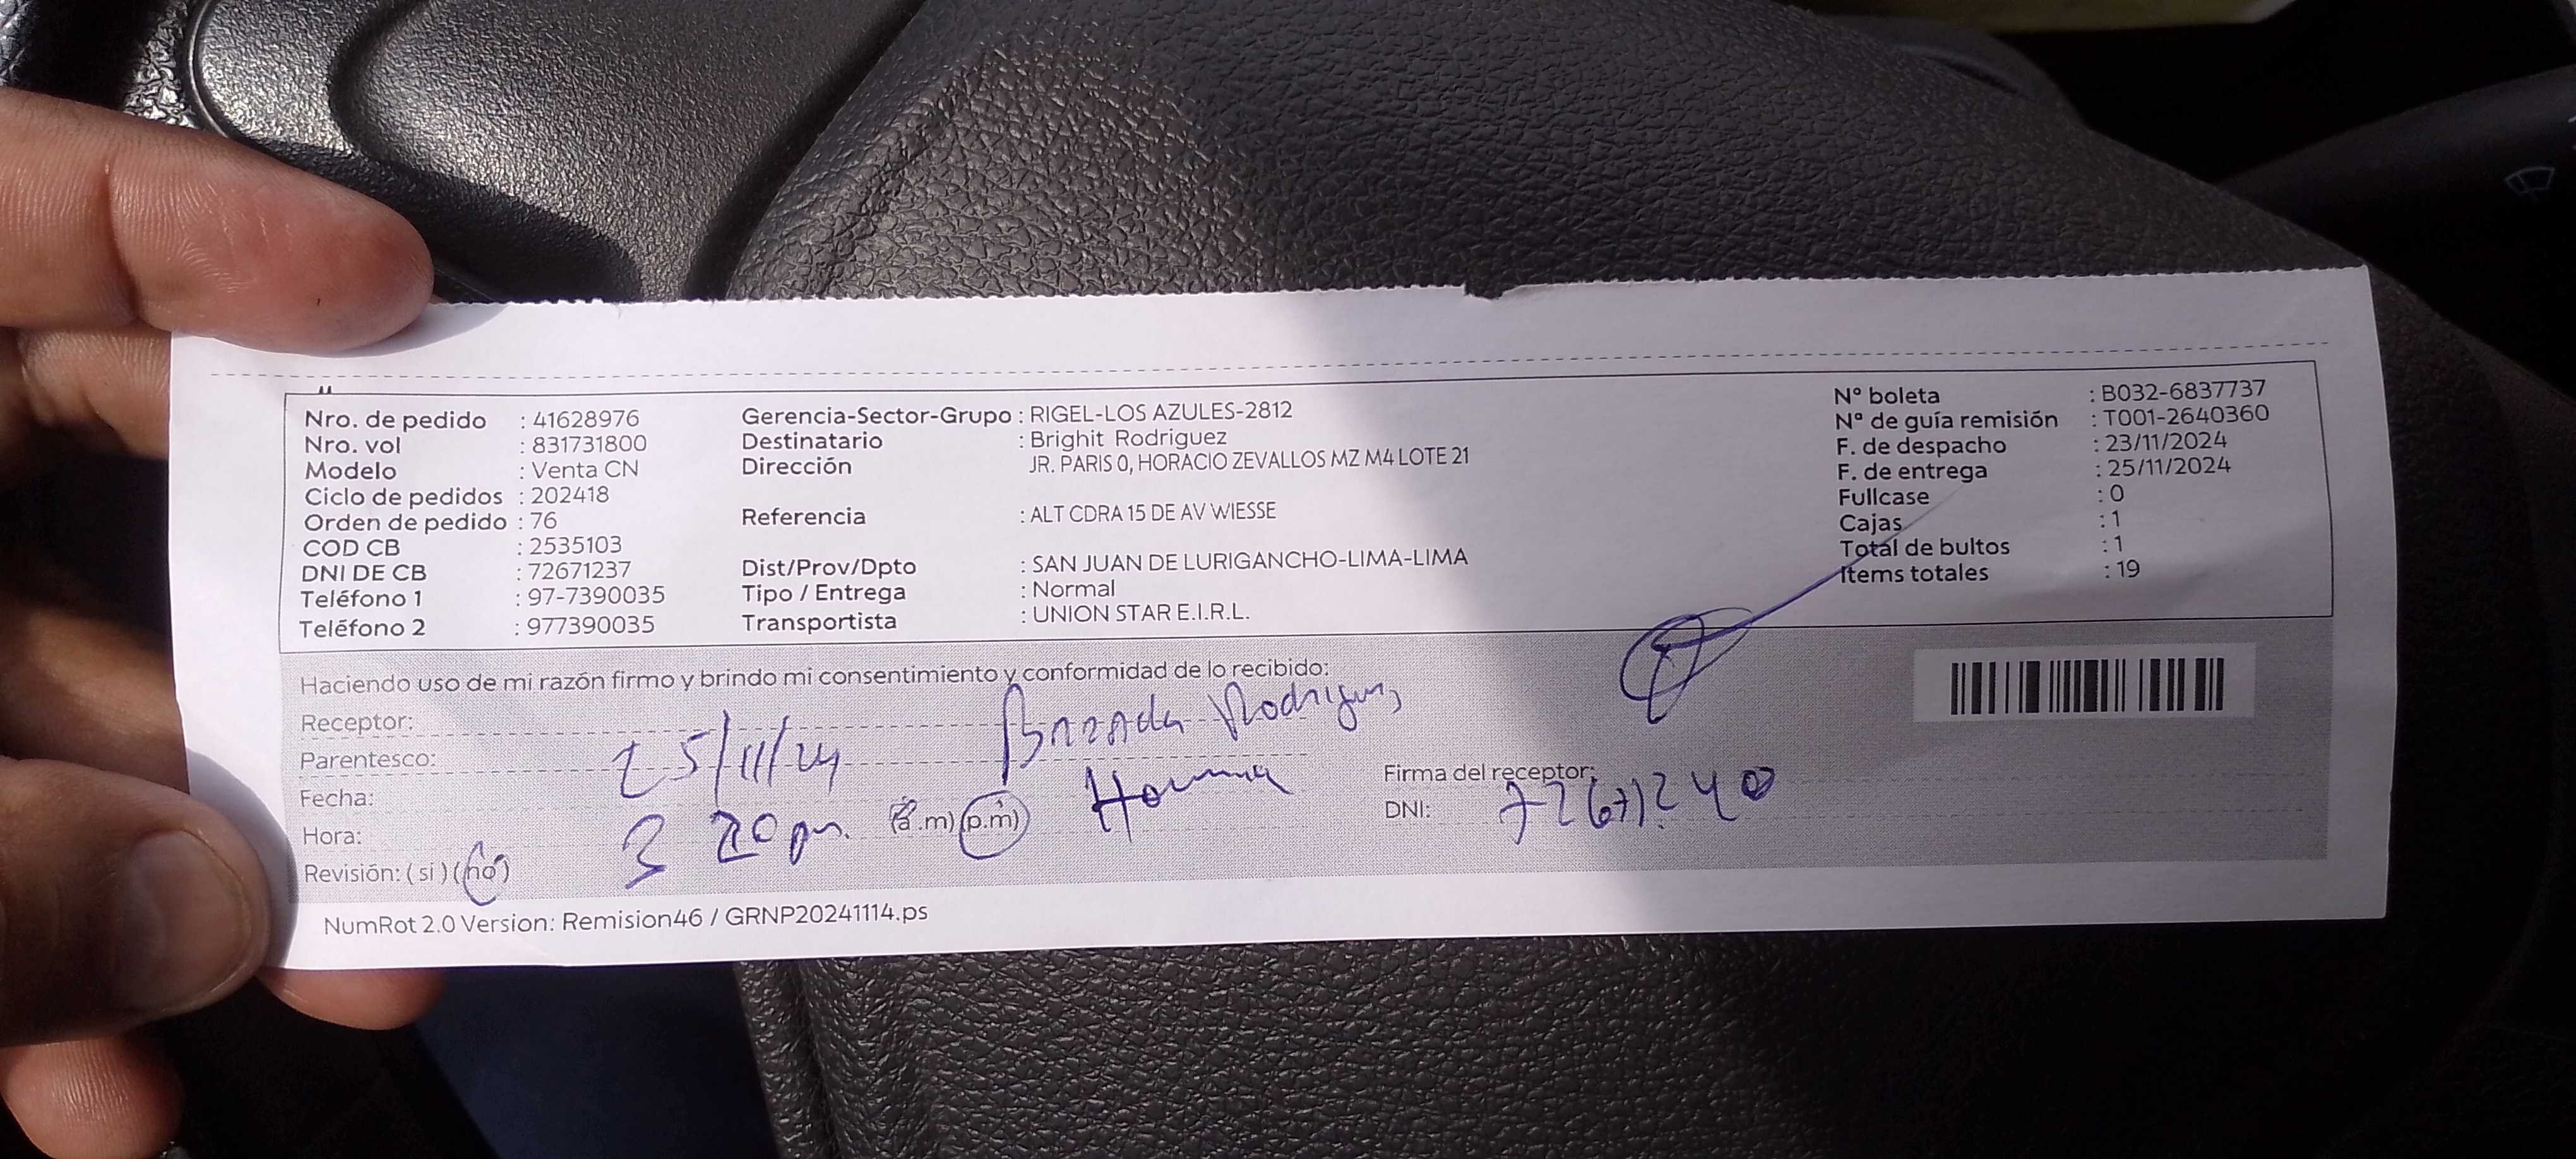 Nro. de pedido : 41628976
Nro. vol : 831731800
Modelo : Venta CN
Ciclo de pedidos : 202418
Orden de pedido : 76
COD CB : 2535103
DNI DE CB : 72671237
Teléfono 1 : 97-7390035
Teléfono 2 : 977390035
Gerencia-Sector-Grupo : RIGEL-LOS AZULES-2812
Destinatario : Brighit Rodriguez
Dirección JR. PARIS 0, HORACIO ZEVALLOS MZ M4 LOTE 21
Referencia : ALT CDRA 15 DE AV WIESSE
Dist/Prov/Dpto : SAN JUAN DE LURIGANCHO-LIMA-LIMA
Tipo / Entrega : Normal
Transportista : UNION STAR E.I.R.L.
Nº boleta : B032-6837737
Nº de guía remisión : T001-2640360
F. de despacho : 23/11/2024
F. de entrega : 25/11/2024
Fullcase : 0
Cajas : 1
Total de bultos : 1
Items totales : 19
Haciendo uso de mi razón firmo y brindo mi consentimiento y conformidad de lo recibido:
Receptor: Rodriguez
Parentesco:
Fecha: 25/11/24
Hora: 3 20 pm. (a.m) (p.m) Hermana
Revisión: (si) (no)
Firma del receptor:
DNI: 72671240
NumRot 2.0 Version: Remision46 / GRNP20241114.ps